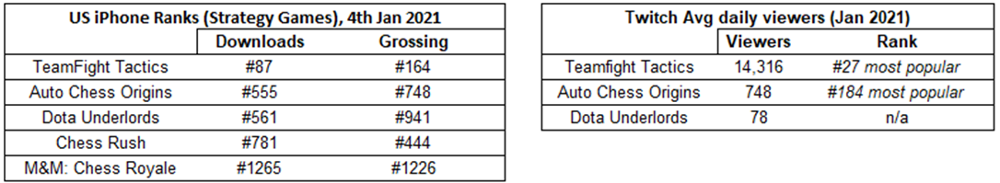 US iPhone Ranks (Strategy Games), 4th Jan 2021
Downloads Grossing
TeamFight Tactics #87 #164
Auto Chess Origins #555 #748
Dota Underlords #561 #941
Chess Rush #781 #444
M&M: Chess Royale #1265 #1226
Twitch Avg daily viewers (Jan 2021)
Viewers Rank
Teamfight Tactics 14,316 #27 most popular
Auto Chess Origins 748 #184 most popular
Dota Underlords 78 n/a